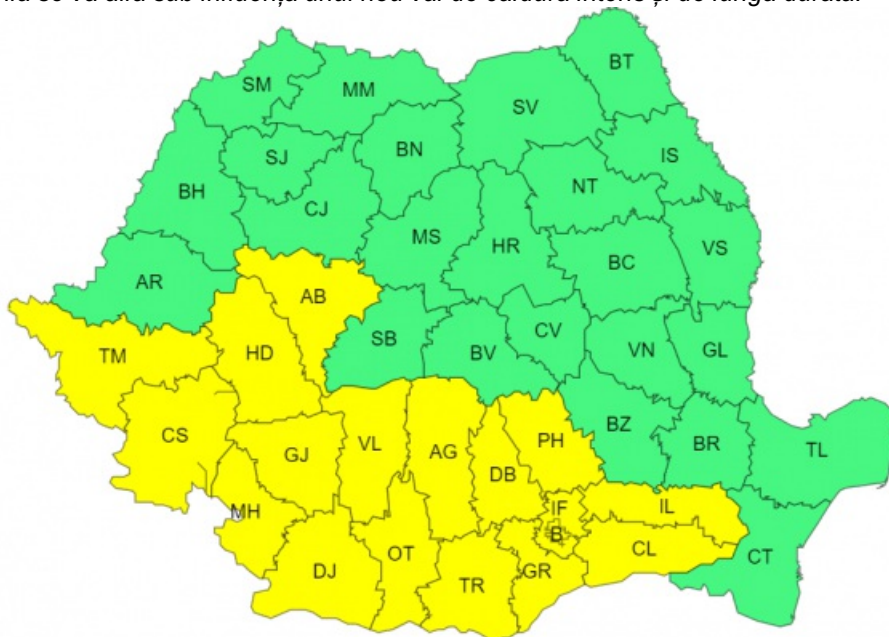 se va afla sub influența unui nou val de căldură intens și de lungă durată.
BT
SM
MM
SV
SJ
BN
IS
BH
NT
CJ
MS
HR
BC
VS
AR
AB
TM
HD
SB
BV
CV
VN
GL
CS
GJ
VL
AG
DB
PH
BZ
BR
TL
MH
IF
IL
B
DJ
OT
TR
GR
CL
CT